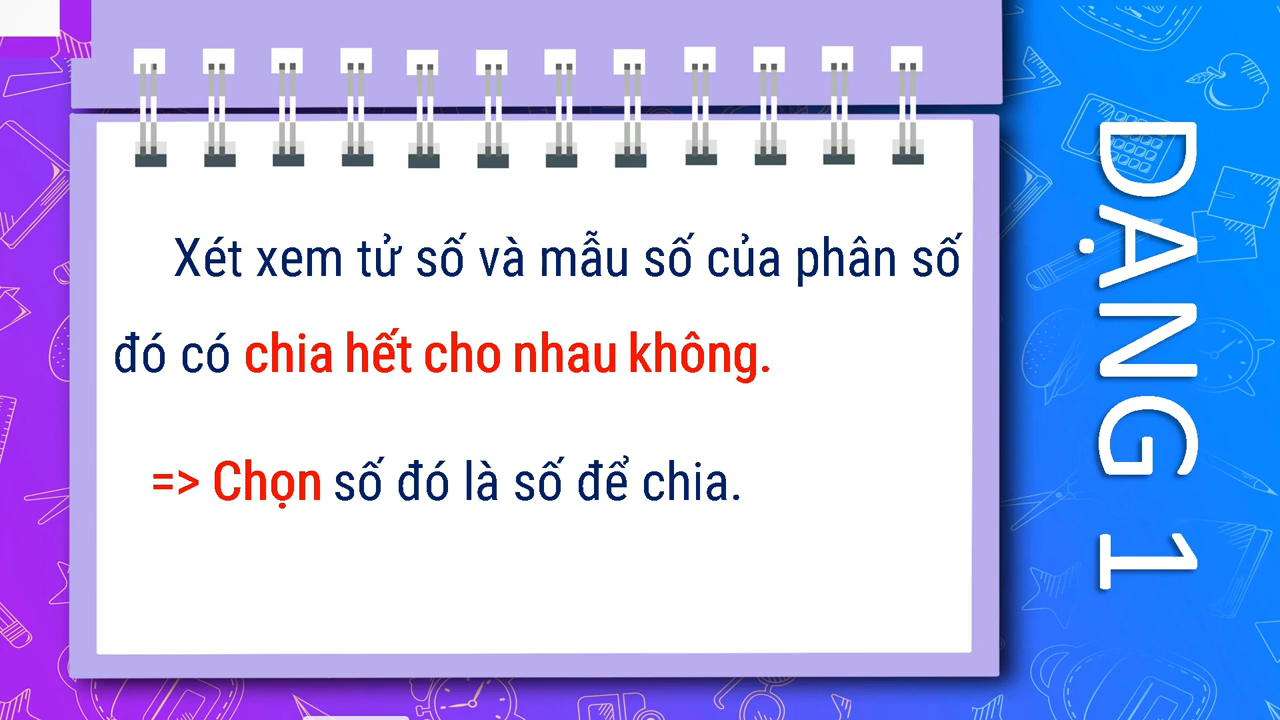 Xét xem tử số và mẫu số của phân số
đó có chia hết cho nhau không.
=> Chọn số đó là số để chia.
DẠNG 1